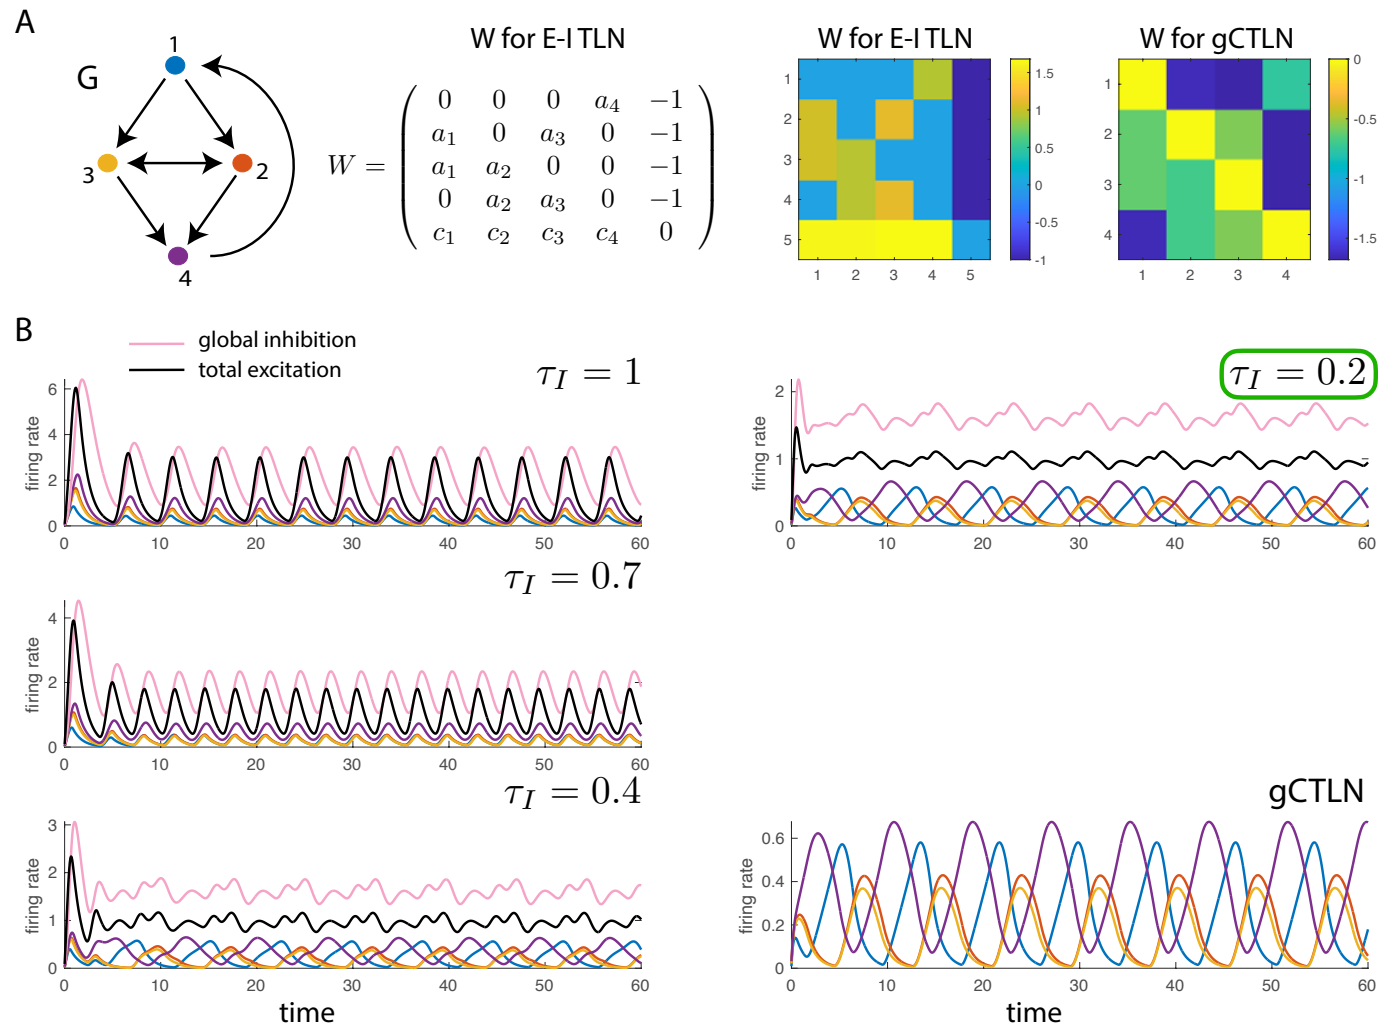 A
G
1
3
2
4
W for E-I TLN
W =
0 0 0 a4 −1
a1 0 a3 0 −1
a1 a2 0 0 −1
0 a2 a3 0 −1
c1 c2 c3 c4 0
W for E-I TLN
1
2
3
4
5
1 2 3 4 5
1.5
1
0.5
0
-0.5
-1
W for gCTLN
1
2
3
4
1 2 3 4
0
-0.5
-1
-1.5
B
global inhibition
total excitation
τI = 1
firing rate
6
4
2
0
0 10 20 30 40 50 60
τI = 0.2
firing rate
2
1
0
0 10 20 30 40 50 60
τI = 0.7
firing rate
4
2
0
0 10 20 30 40 50 60
τI = 0.4
firing rate
3
2
1
0
0 10 20 30 40 50 60
time
gCTLN
firing rate
0.6
0.4
0.2
0
0 10 20 30 40 50 60
time